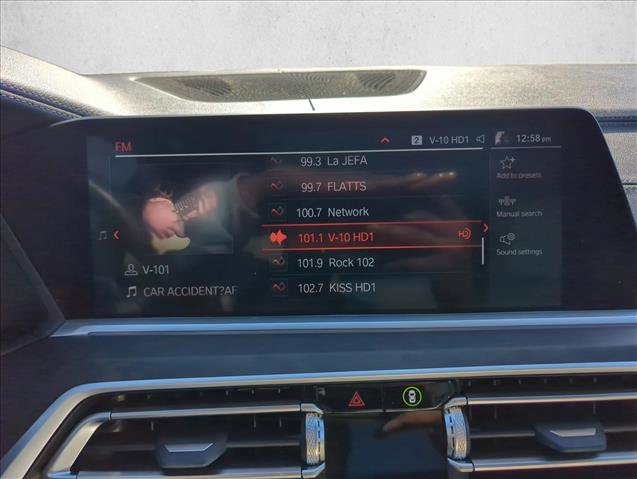 FM
2 V-10 HD1 12:58 pm
99.3 La JEFA
99.7 FLATTS
100.7 Network
101.1 V-10 HD1 HD
101.9 Rock 102
102.7 KISS HD1
V-101
CAR ACCIDENT?AF
Add to presets
Manual search
Sound settings